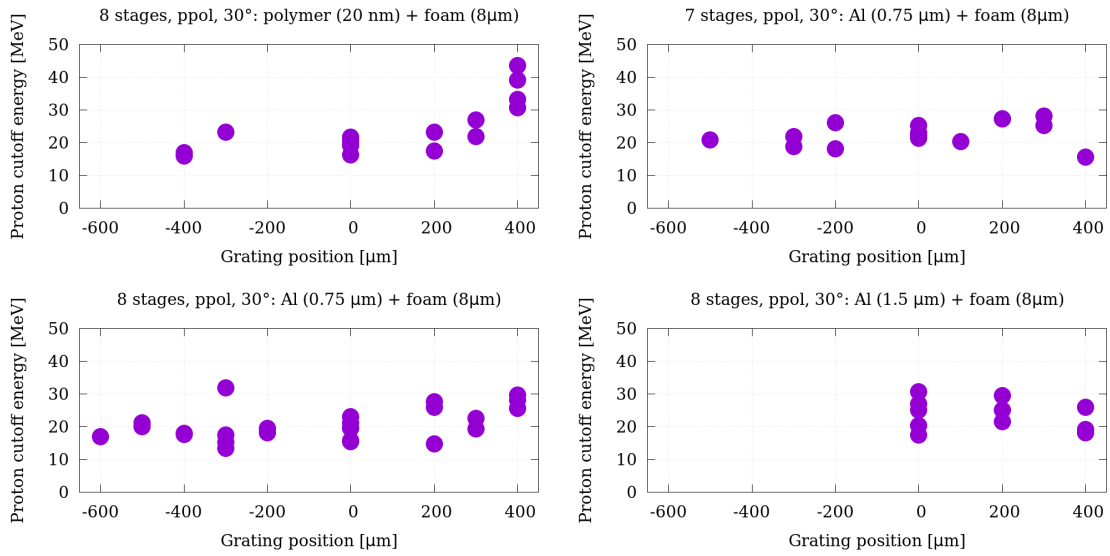 8 stages, ppol, 30°: polymer (20 nm) + foam (8μm)
Proton cutoff energy [MeV]
50
40
30
20
10
0
-600 -400 -200 0 200 400
Grating position [μm]
7 stages, ppol, 30°: Al (0.75 μm) + foam (8μm)
Proton cutoff energy [MeV]
50
40
30
20
10
0
-600 -400 -200 0 200 400
Grating position [μm]
8 stages, ppol, 30°: Al (0.75 μm) + foam (8μm)
Proton cutoff energy [MeV]
50
40
30
20
10
0
-600 -400 -200 0 200 400
Grating position [μm]
8 stages, ppol, 30°: Al (1.5 μm) + foam (8μm)
Proton cutoff energy [MeV]
50
40
30
20
10
0
-600 -400 -200 0 200 400
Grating position [μm]